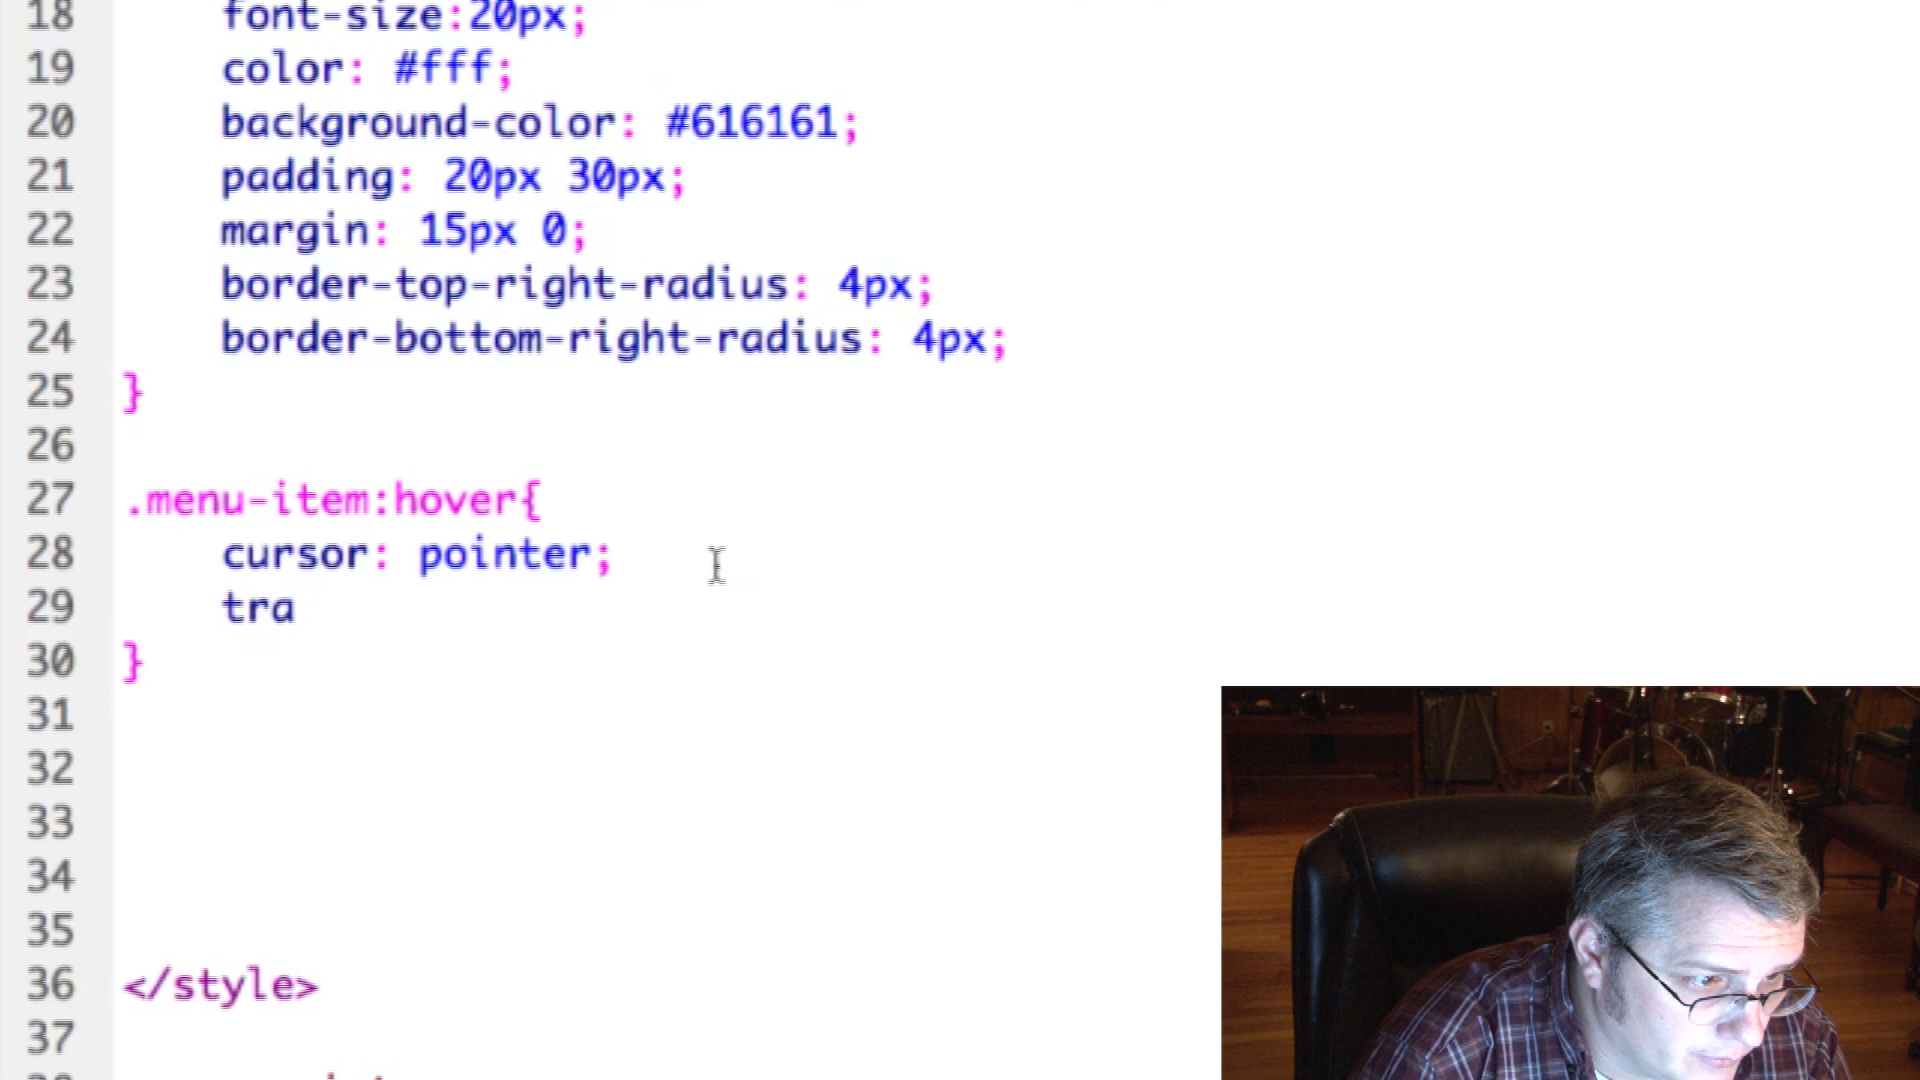 18 font-size:20px;
19 color: #fff;
20 background-color: #616161;
21 padding: 20px 30px;
22 margin: 15px 0;
23 border-top-right-radius: 4px;
24 border-bottom-right-radius: 4px;
25 }
26
27 .menu-item:hover{
28 cursor: pointer;
29 tra
30 }
31
32
33
34
35
36 </style>
37